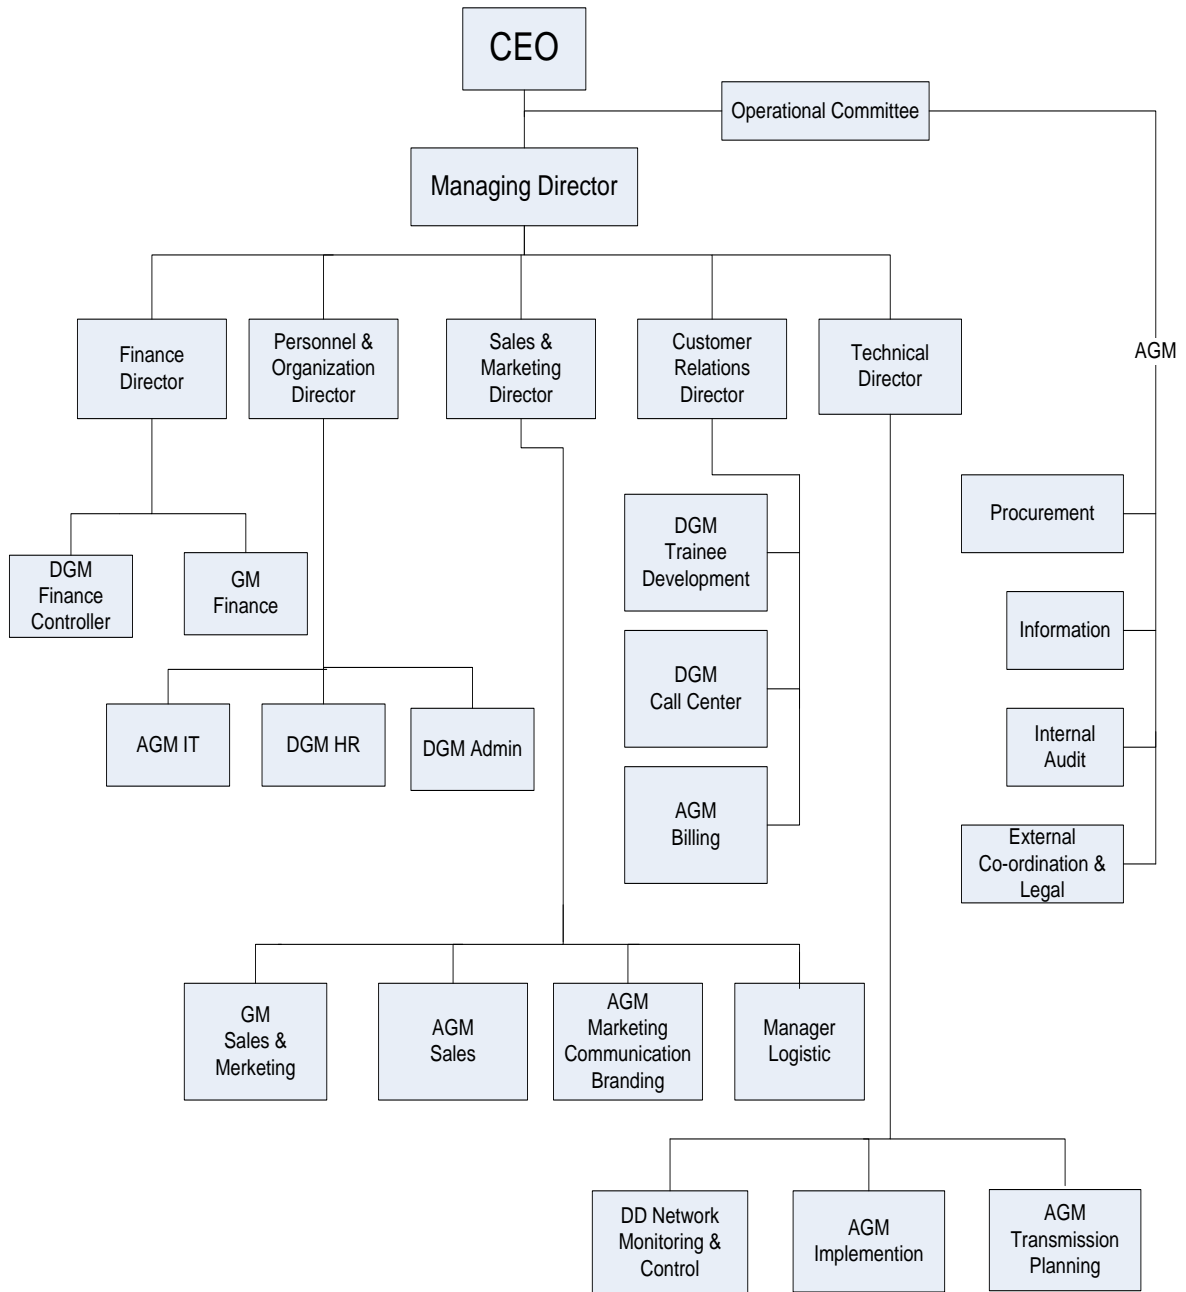 CEO
Operational Committee
Managing Director
Finance
Director
Personnel &
Organization
Director
Sales &
Marketing
Director
Customer
Relations
Director
Technical
Director
AGM
DGM
Finance
Controller
GM
Finance
DGM
Trainee
Development
Procurement
Information
AGM IT
DGM HR
DGM Admin
DGM
Call Center
Internal
Audit
AGM
Billing
External
Co-ordination &
Legal
GM
Sales &
Merketing
AGM
Sales
AGM
Marketing
Communication
Branding
Manager
Logistic
DD Network
Monitoring &
Control
AGM
Implemention
AGM
Transmission
Planning